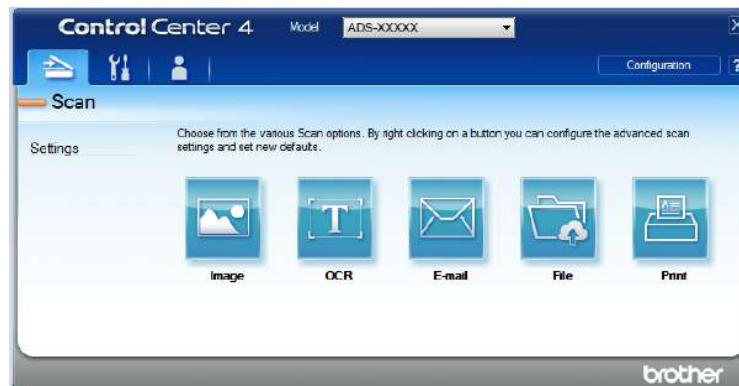 Control Center 4 Model ADS-XXXXX X
Configuration ?
Scan
Settings
Choose from the various Scan options. By right clicking on a button you can configure the advanced scan
settings and set new defaults.
T A
Image OCR E-mail File Print
brother